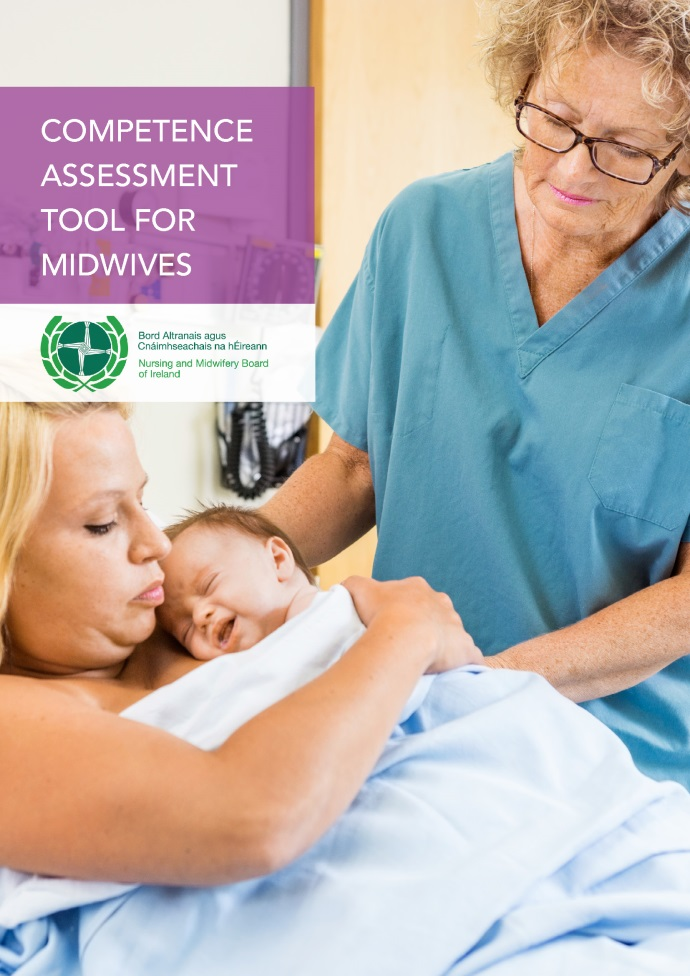 COMPETENCE
ASSESSMENT
TOOL FOR
MIDWIVES
Bord Altranais agus
Cnáimhseachais na hÉireann
Nursing and Midwifery Board
of Ireland